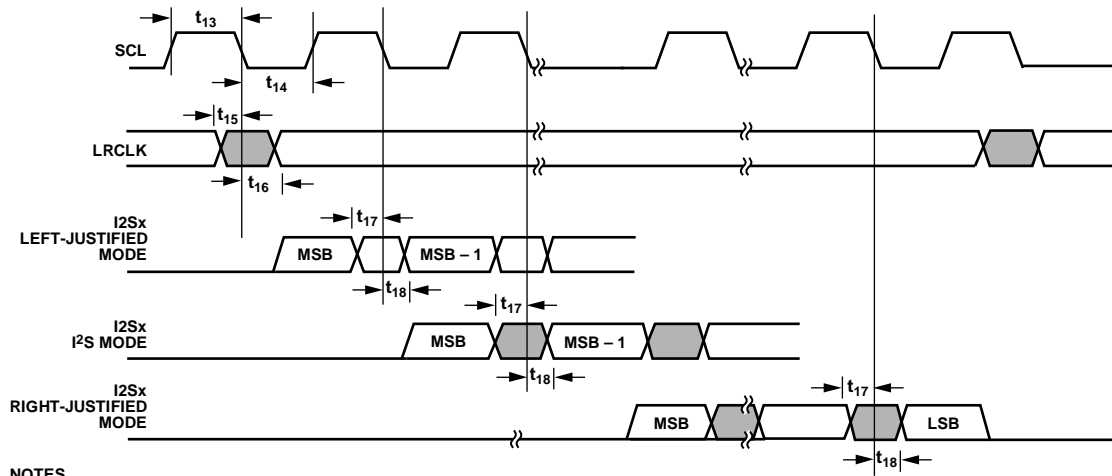 t13
SCL
t14
t15
LRCLK
t16
I2Sx
LEFT-JUSTIFIED
MODE
t17
MSB
MSB – 1
t18
I2Sx
I2S MODE
t17
MSB
MSB – 1
t18
I2Sx
RIGHT-JUSTIFIED
MODE
t17
MSB
LSB
t18
NOTES